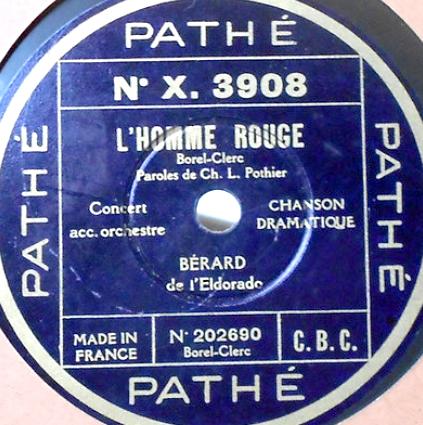 PATHÉ
N° X. 3908
L'HOMME ROUGE
Borel-Clerc
Paroles de Ch. L. Pothier
Concert
acc. orchestre
CHANSON
DRAMATIQUE
PATHÉ
PATHÉ
BÉRARD
de l'Eldorado
MADE IN
FRANCE
N° 202690
Borel-Clerc
C.B.C.
PATHÉ